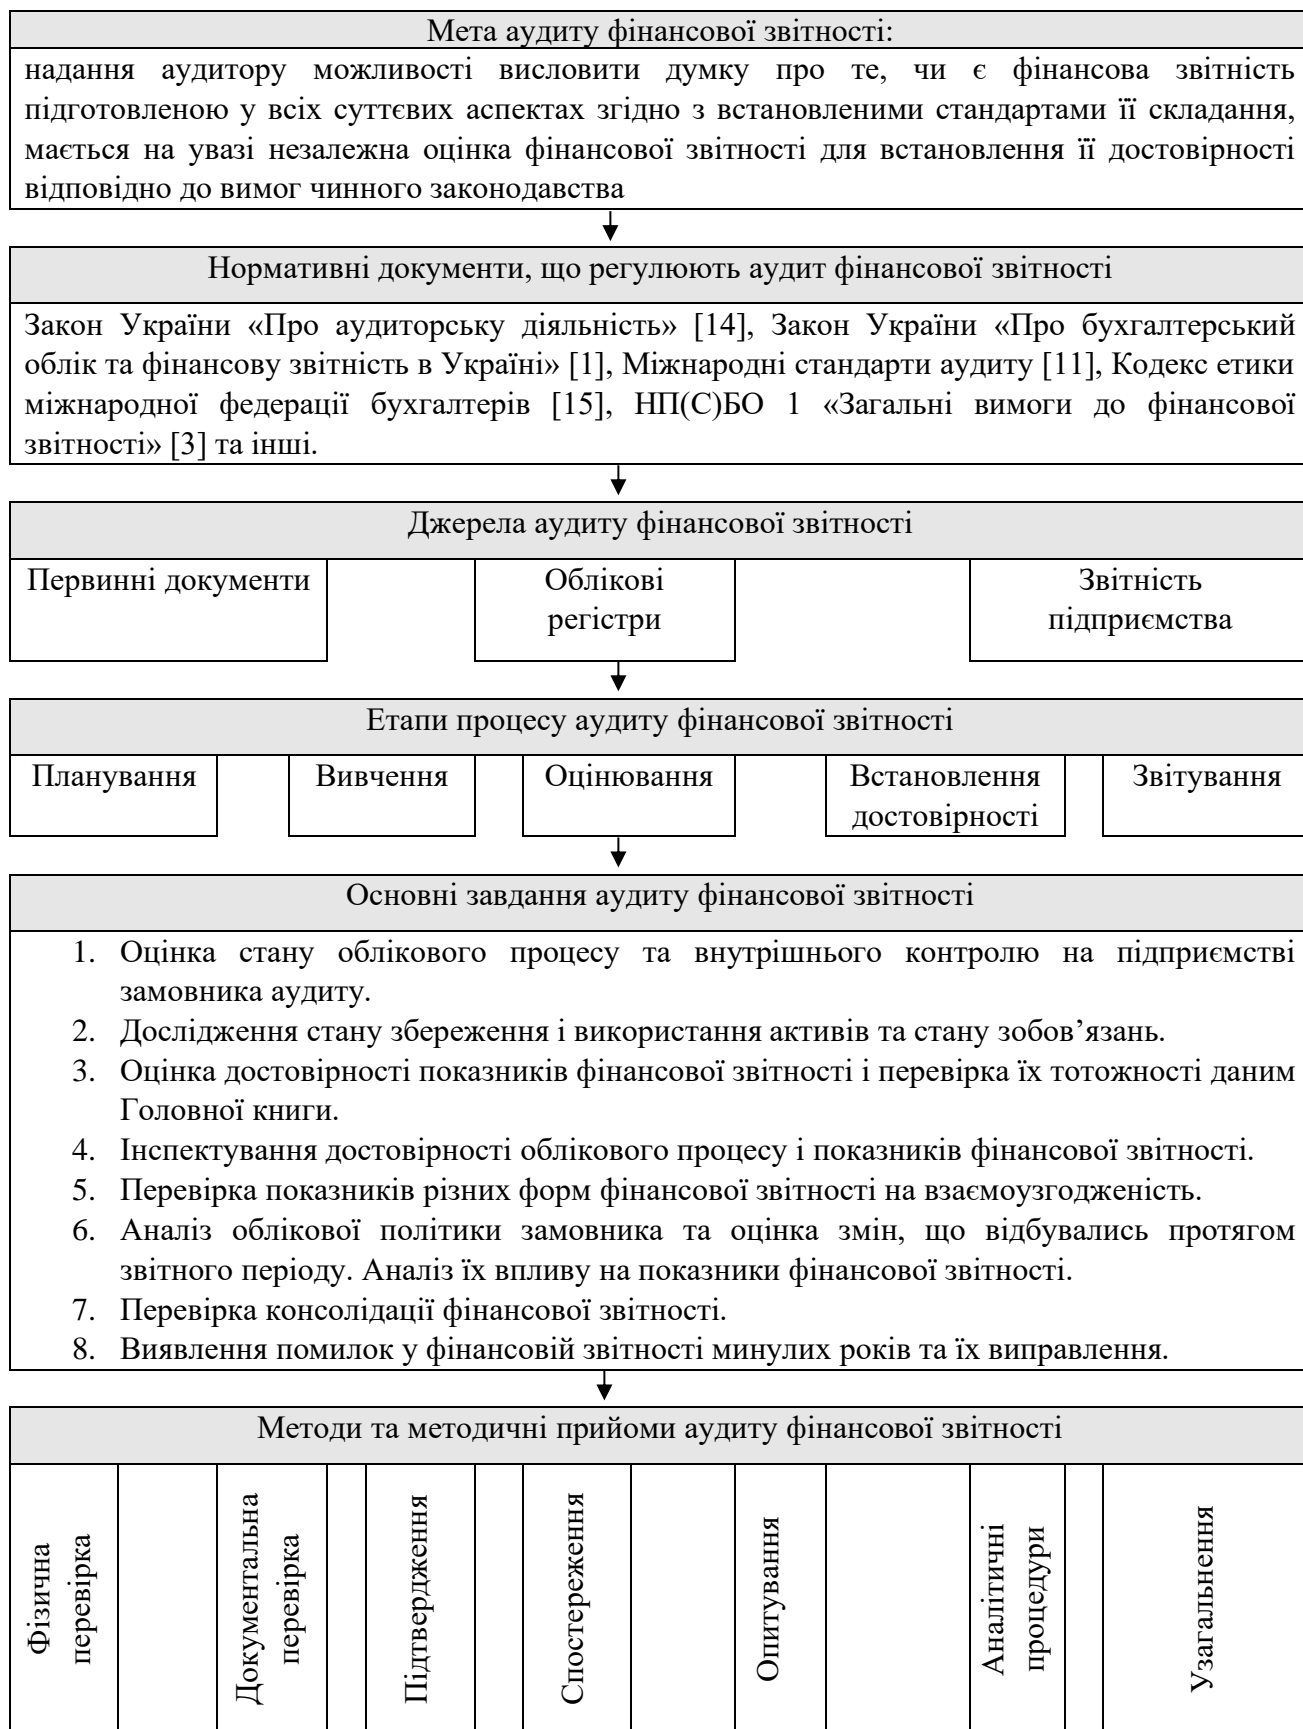 Мета аудиту фінансової звітності:
надання аудитору можливості висловити думку про те, чи є фінансова звітність
підготовленою у всіх суттєвих аспектах згідно з встановленими стандартами її складання,
мається на увазі незалежна оцінка фінансової звітності для встановлення її достовірності
відповідно до вимог чинного законодавства
Нормативні документи, що регулюють аудит фінансової звітності
Закон України «Про аудиторську діяльність» [14], Закон України «Про бухгалтерський
облік та фінансову звітність в Україні» [1], Міжнародні стандарти аудиту [11], Кодекс етики
міжнародної федерації бухгалтерів [15], НП(С)БО 1 «Загальні вимоги до фінансової
звітності» [3] та інші.
Джерела аудиту фінансової звітності
Первинні документи
Облікові
регістри
Звітність
підприємства
Етапи процесу аудиту фінансової звітності
Планування
Вивчення
Оцінювання
Встановлення
достовірності
Звітування
Основні завдання аудиту фінансової звітності
1. Оцінка стану облікового процесу та внутрішнього контролю на підприємстві
замовника аудиту.
2. Дослідження стану збереження і використання активів та стану зобов’язань.
3. Оцінка достовірності показників фінансової звітності і перевірка їх тотожності даним
Головної книги.
4. Інспектування достовірності облікового процесу і показників фінансової звітності.
5. Перевірка показників різних форм фінансової звітності на взаємоузгодженість.
6. Аналіз облікової політики замовника та оцінка змін, що відбувались протягом
звітного періоду. Аналіз їх впливу на показники фінансової звітності.
7. Перевірка консолідації фінансової звітності.
8. Виявлення помилок у фінансовій звітності минулих років та їх виправлення.
Методи та методичні прийоми аудиту фінансової звітності
Фізична
перевірка
Документальна
перевірка
Підтвердження
Спостереження
Опитування
Аналітичні
процедури
Узагальнення